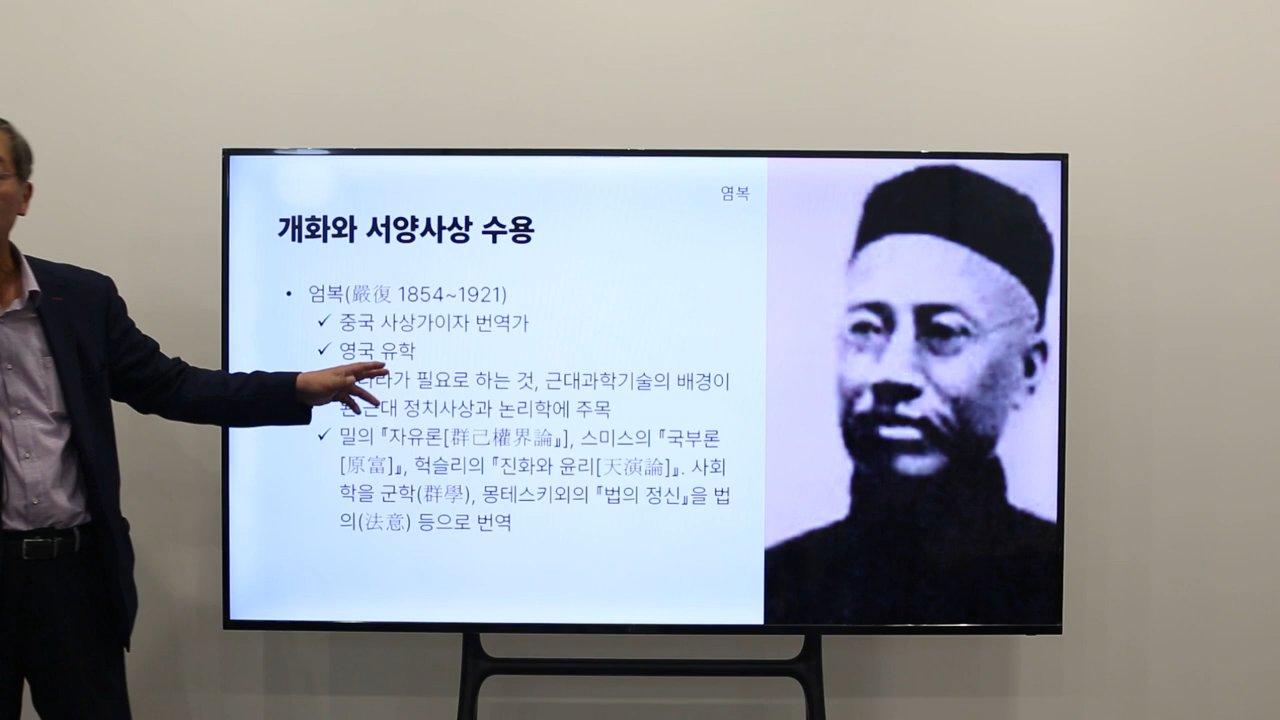 염복
개화와 서양사상 수용
• 엄복(嚴復 1854~1921)
✓ 중국 사상가이자 번역가
✓ 영국 유학
필요로 하는 것, 근대과학기술의 배경이
근대 정치사상과 논리학에 주목
✓ 밀의 『자유론[群己權界論』], 스미스의 『국부론
[原富]』, 헉슬리의 『진화와 윤리[天演論]』. 사회
학을 군학(群學), 몽테스키외의 『법의 정신』을 법
의(法意) 등으로 번역